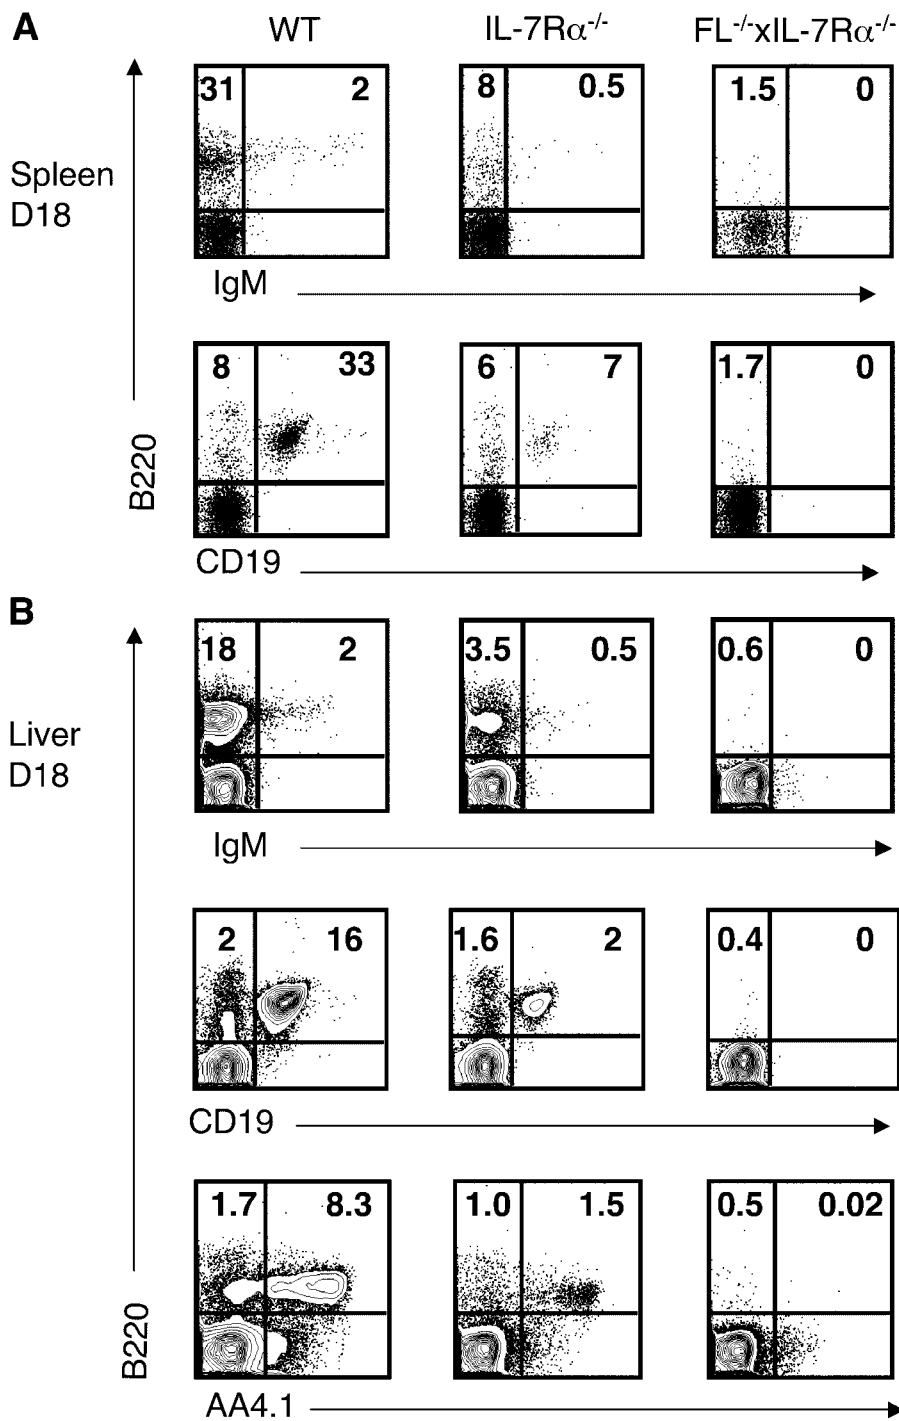 A
WT IL-7Rα-/- FL-/-xIL-7Rα-/-
31 2 8 0.5 1.5 0
Spleen
D18
IgM
8 33 6 7 1.7 0
B220
CD19
B
18 2 3.5 0.5 0.6 0
Liver
D18
IgM
2 16 1.6 2 0.4 0
CD19
1.7 8.3 1.0 1.5 0.5 0.02
B220
AA4.1